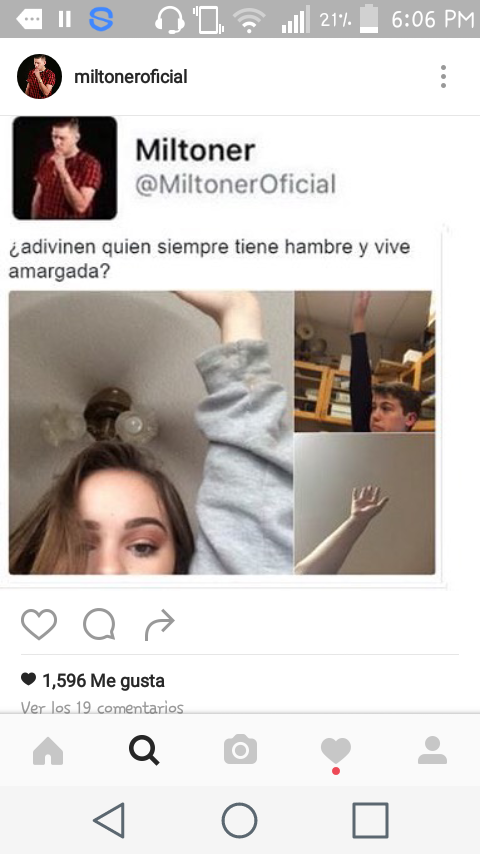 21% 6:06 PM
miltoneroficial
Miltoner
@MiltonerOficial
¿adivinen quien siempre tiene hambre y vive
amargada?
1,596 Me gusta
Ver los 19 comentarios